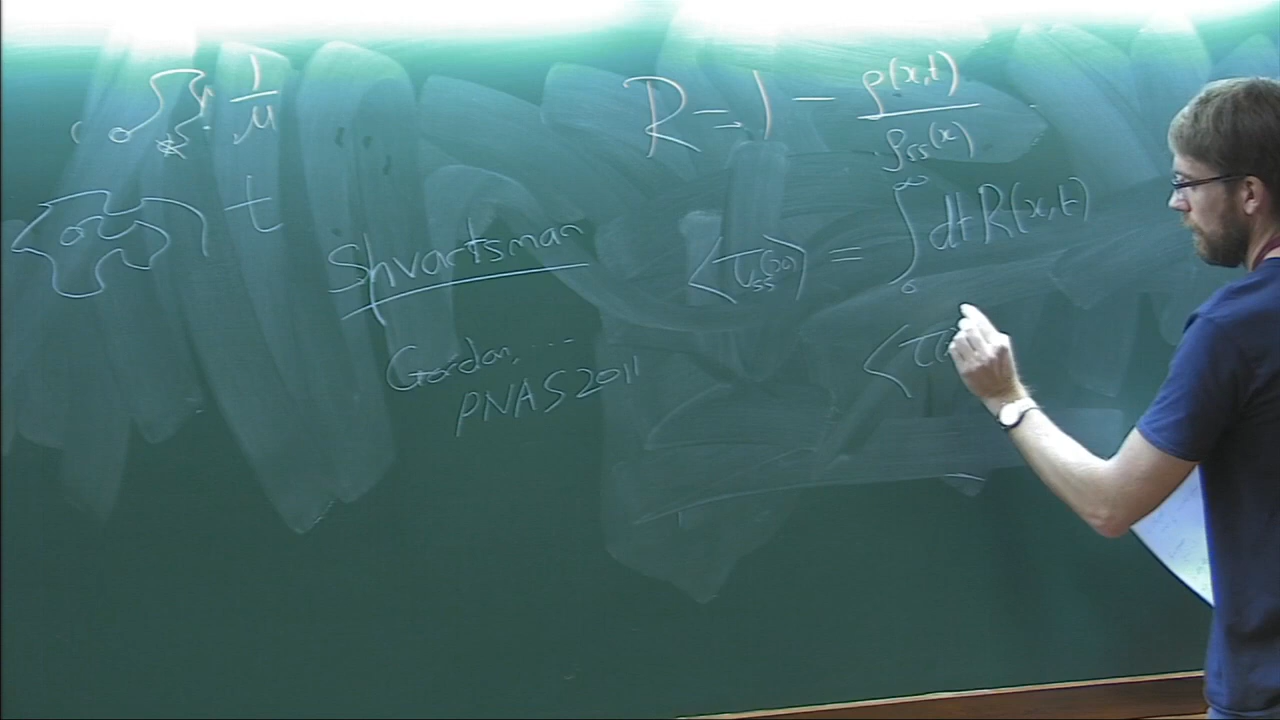 1/μ
t
Shvartsman
Gordon, ...
PNAS 2011
R = 1 - ρ(x,t)/ρss(x)
<τss(x)> = ∫₀^∞ dt R(x,t)
<τ(